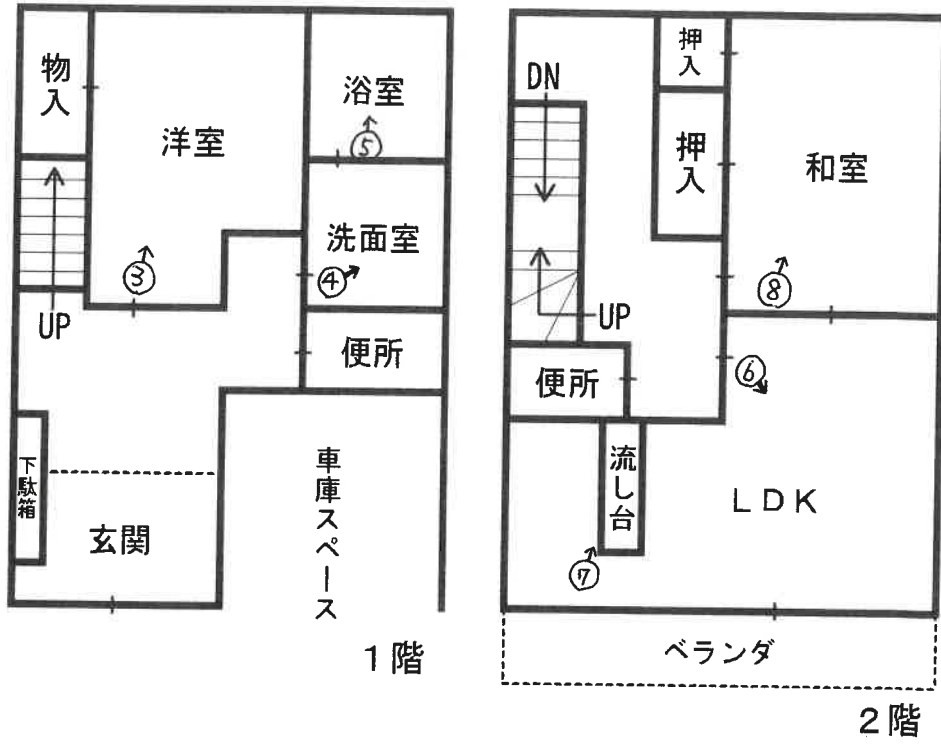 物入
洋室
浴室
⑤
洗面室
③
④
UP
便所
下駄箱
玄関
車庫スペース
1階
押入
DN
押入
和室
⑧
UP
便所
⑥
流し台
LDK
⑦
ベランダ
2階